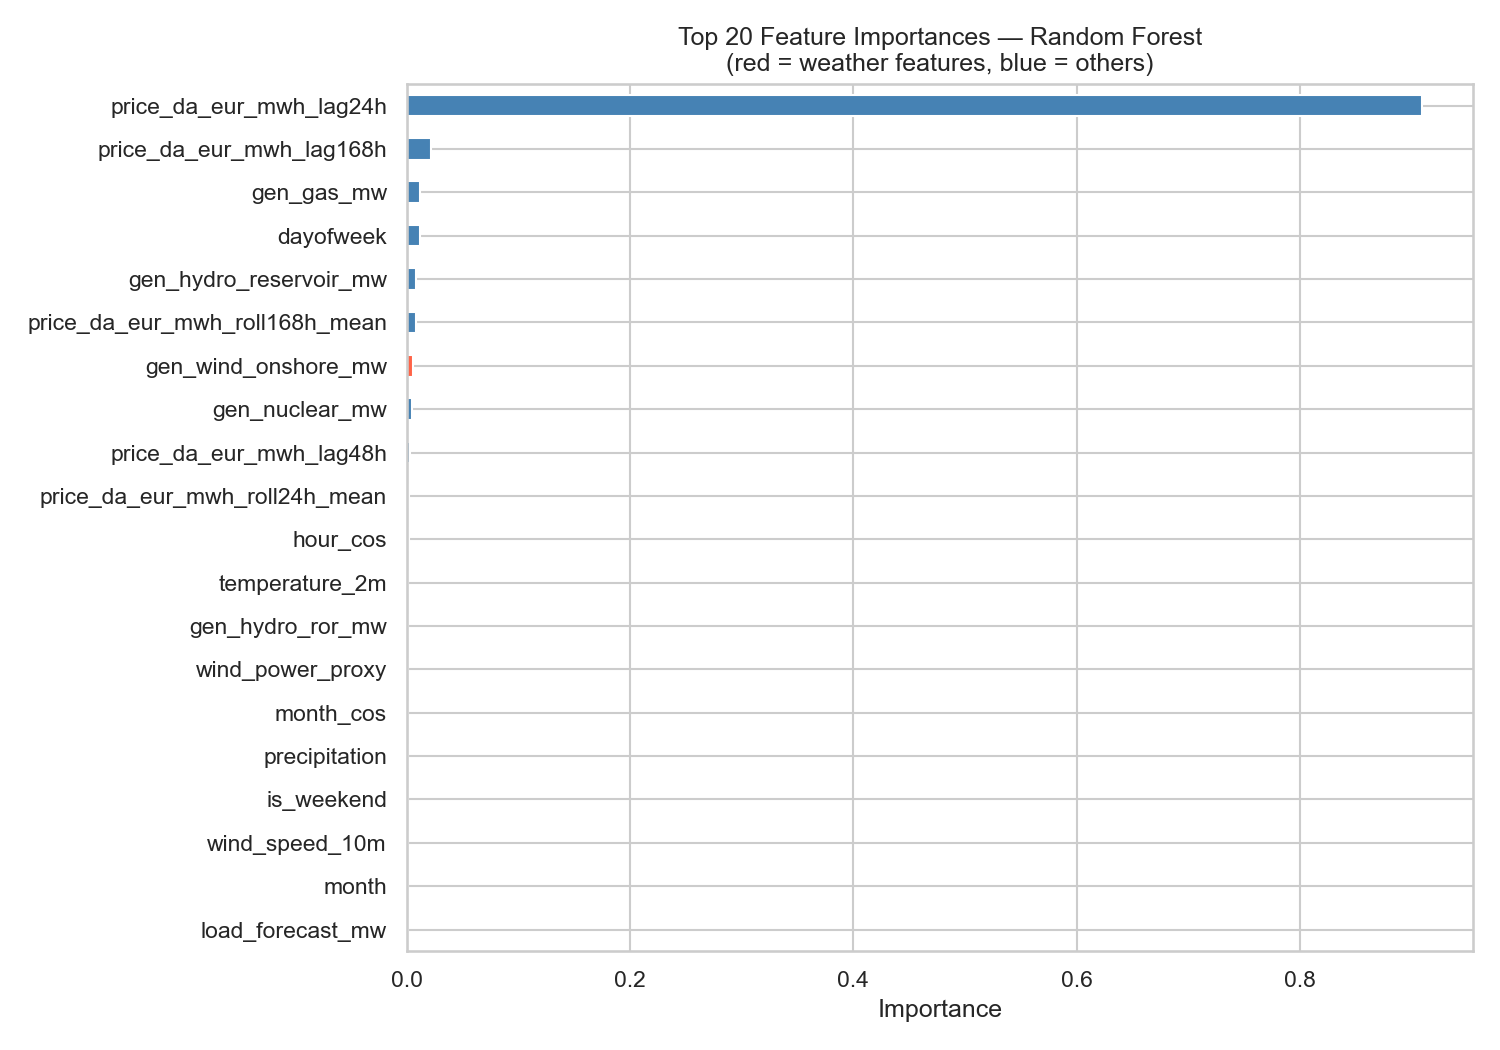 Top 20 Feature Importances — Random Forest
(red = weather features, blue = others)
price_da_eur_mwh_lag24h
price_da_eur_mwh_lag168h
gen_gas_mw
dayofweek
gen_hydro_reservoir_mw
price_da_eur_mwh_roll168h_mean
gen_wind_onshore_mw
gen_nuclear_mw
price_da_eur_mwh_lag48h
price_da_eur_mwh_roll24h_mean
hour_cos
temperature_2m
gen_hydro_ror_mw
wind_power_proxy
month_cos
precipitation
is_weekend
wind_speed_10m
month
load_forecast_mw
0.0 0.2 0.4 0.6 0.8
Importance